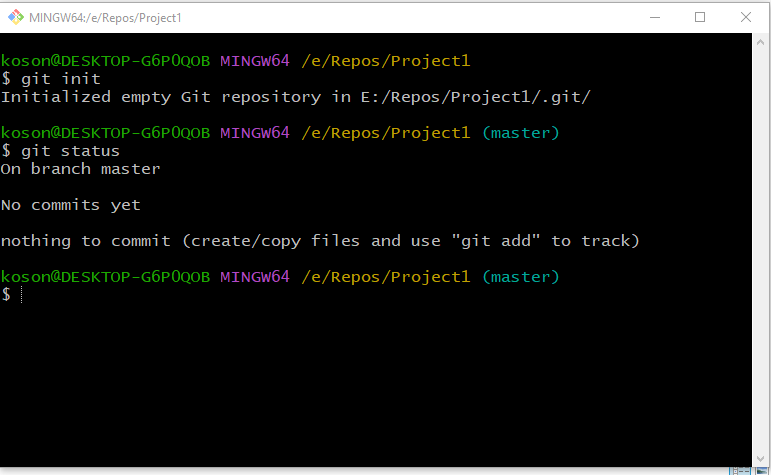 MINGW64:/e/Repos/Project1
koson@DESKTOP-G6P0QOB MINGW64 /e/Repos/Project1
$ git init
Initialized empty Git repository in E:/Repos/Project1/.git/
koson@DESKTOP-G6P0QOB MINGW64 /e/Repos/Project1 (master)
$ git status
On branch master
No commits yet
nothing to commit (create/copy files and use "git add" to track)
koson@DESKTOP-G6P0QOB MINGW64 /e/Repos/Project1 (master)
$